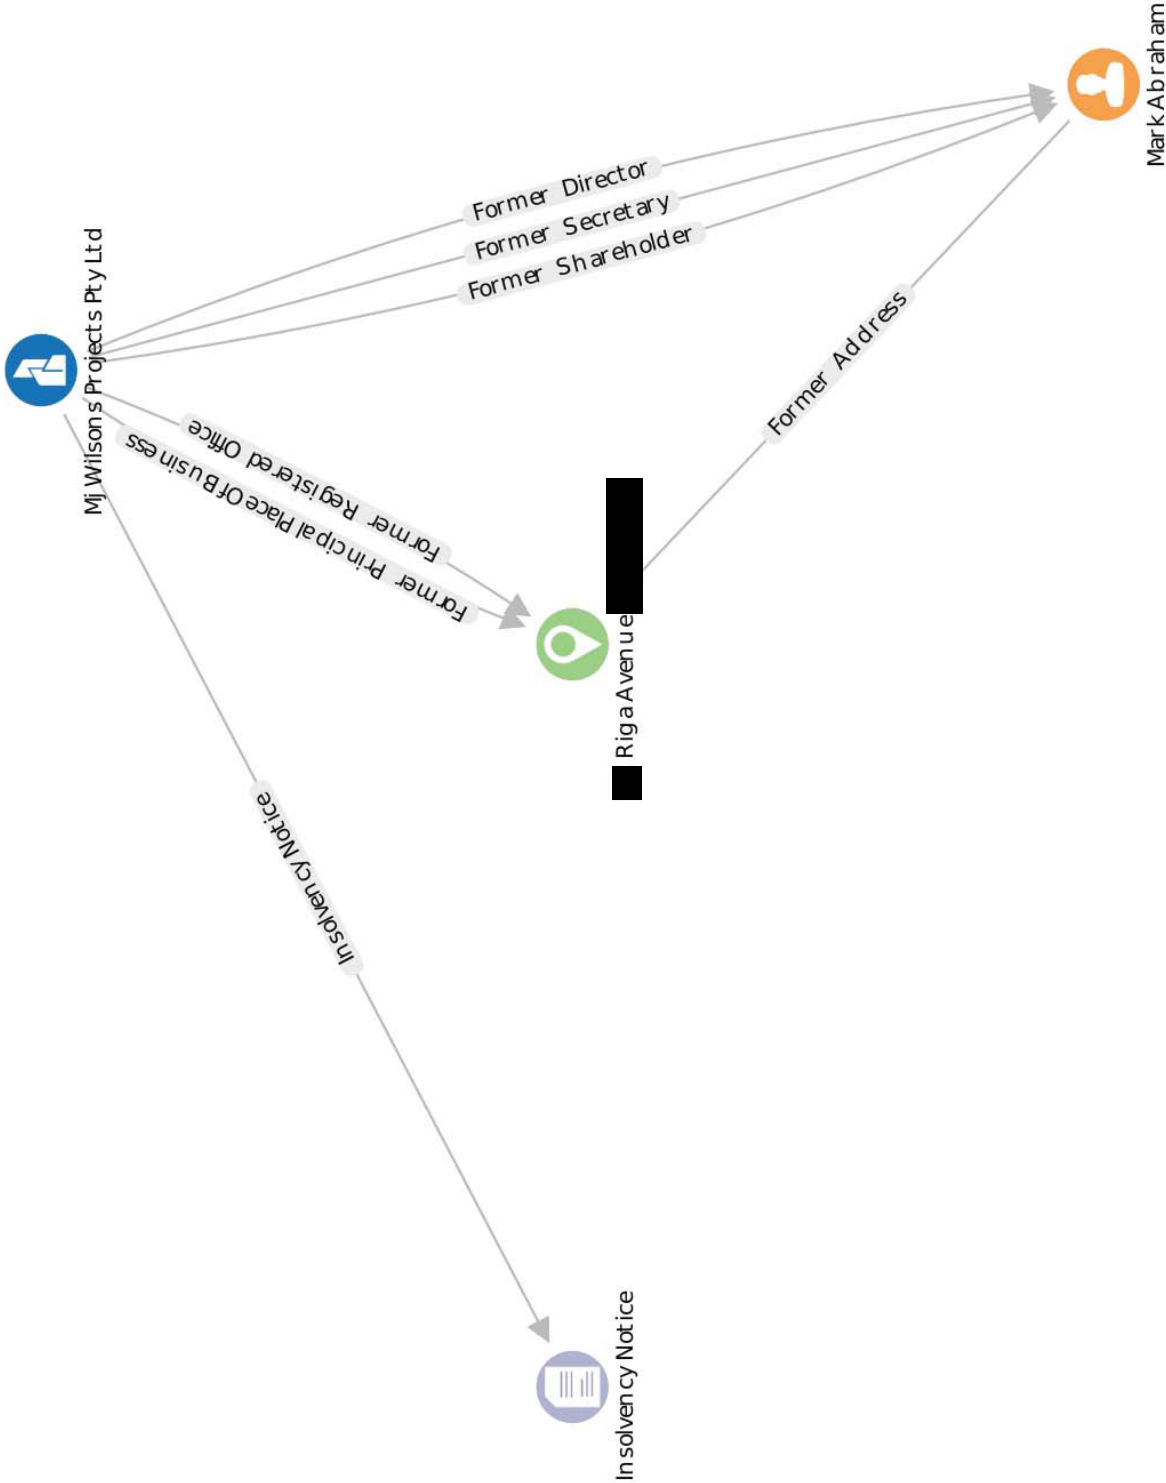 Mark Abraham
Former Director
Former Secretary
Former Shareholder
Former Address
Mj Wilsons Projects Pty Ltd
Former Registered Office
Former Principal Place Of Business
Riga Avenue
Insolvency Notice
Insolvency Notice